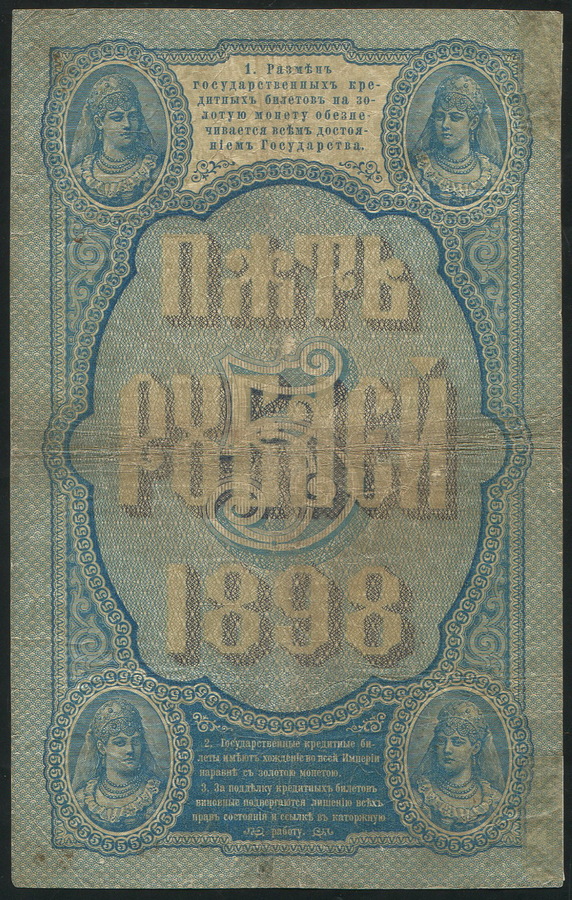 1. Размѣнъ
государственныхъ кре-
дитныхъ билетовъ на зо-
лотую монету обезпе-
чивается всѣмъ достоя-
ніемъ Государства.
ПЯТЬ
РУБЛЕЙ
5
1898
2. Государственные кредитные би-
леты имѣютъ хожденіе во всей Имперіи
наравнѣ съ золотою монетою.
3. За поддѣлку кредитныхъ билетовъ
виновные подвергаются лишенію всѣхъ
правъ состоянія и ссылкѣ въ каторжную
работу.